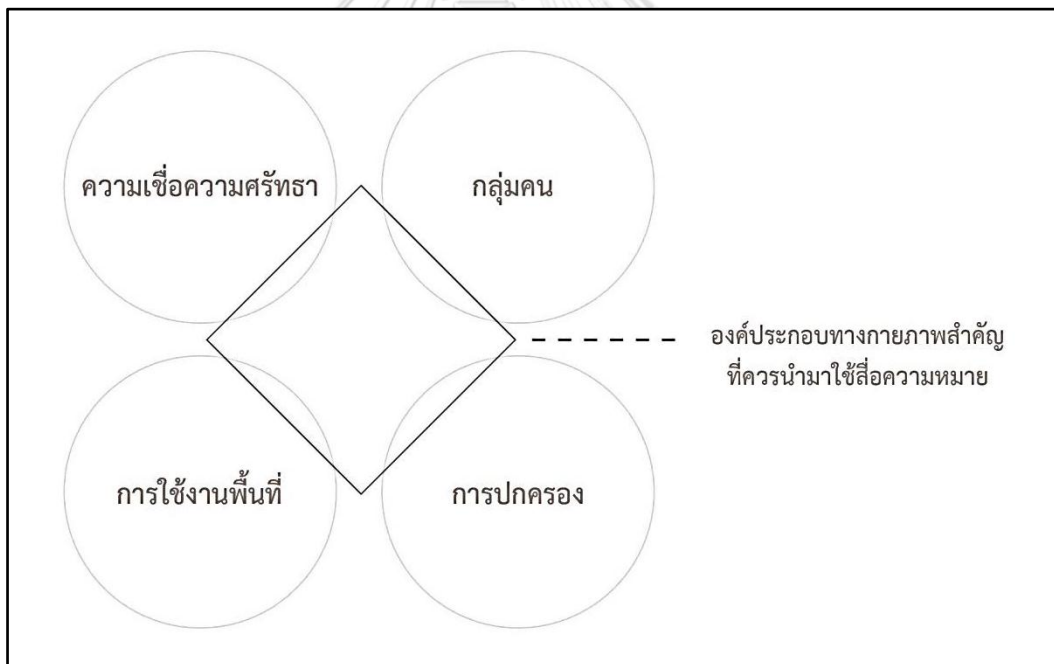 ความเชื่อความศรัทธา
กลุ่มคน
องค์ประกอบทางกายภาพสำคัญ
ที่ควรนำมาใช้สื่อความหมาย
การใช้งานพื้นที่
การปกครอง